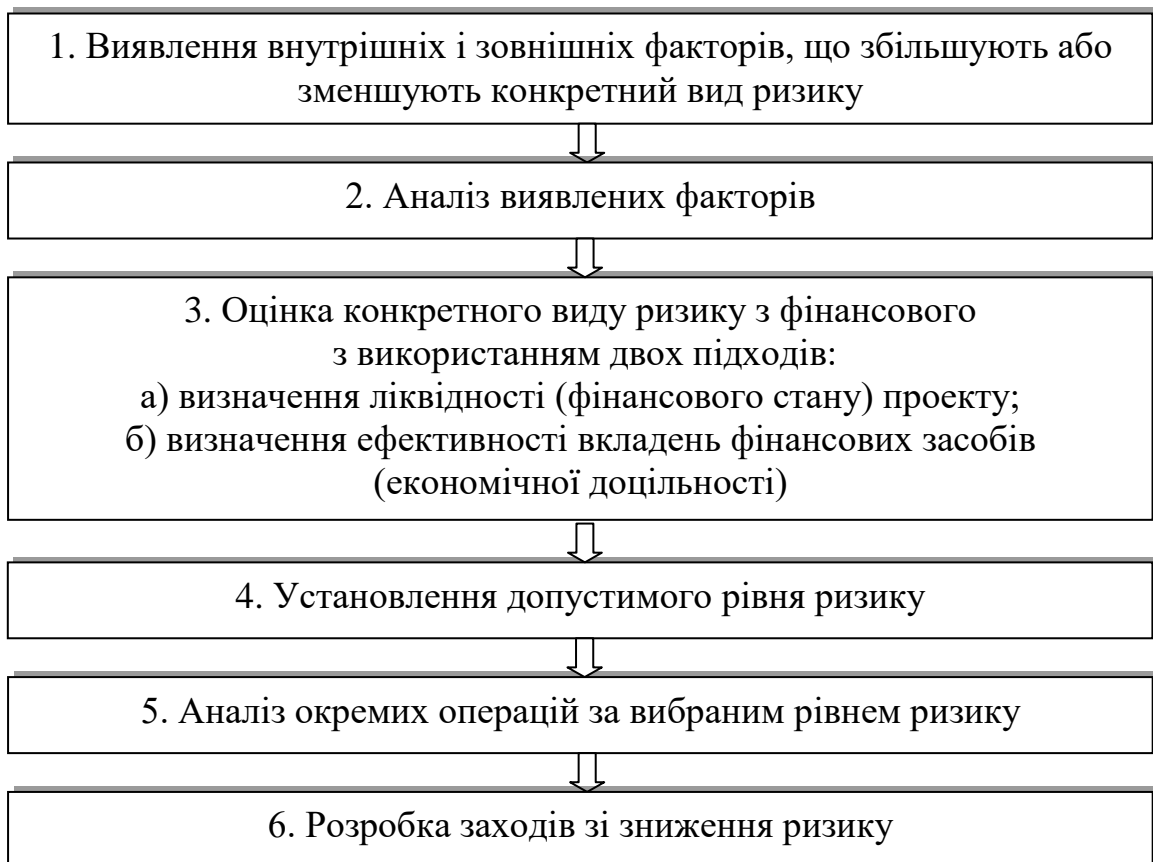 1. Виявлення внутрішніх і зовнішніх факторів, що збільшують або
зменшують конкретний вид ризику
2. Аналіз виявлених факторів
3. Оцінка конкретного виду ризику з фінансового
з використанням двох підходів:
а) визначення ліквідності (фінансового стану) проекту;
б) визначення ефективності вкладень фінансових засобів
(економічної доцільності)
4. Установлення допустимого рівня ризику
5. Аналіз окремих операцій за вибраним рівнем ризику
6. Розробка заходів зі зниження ризику